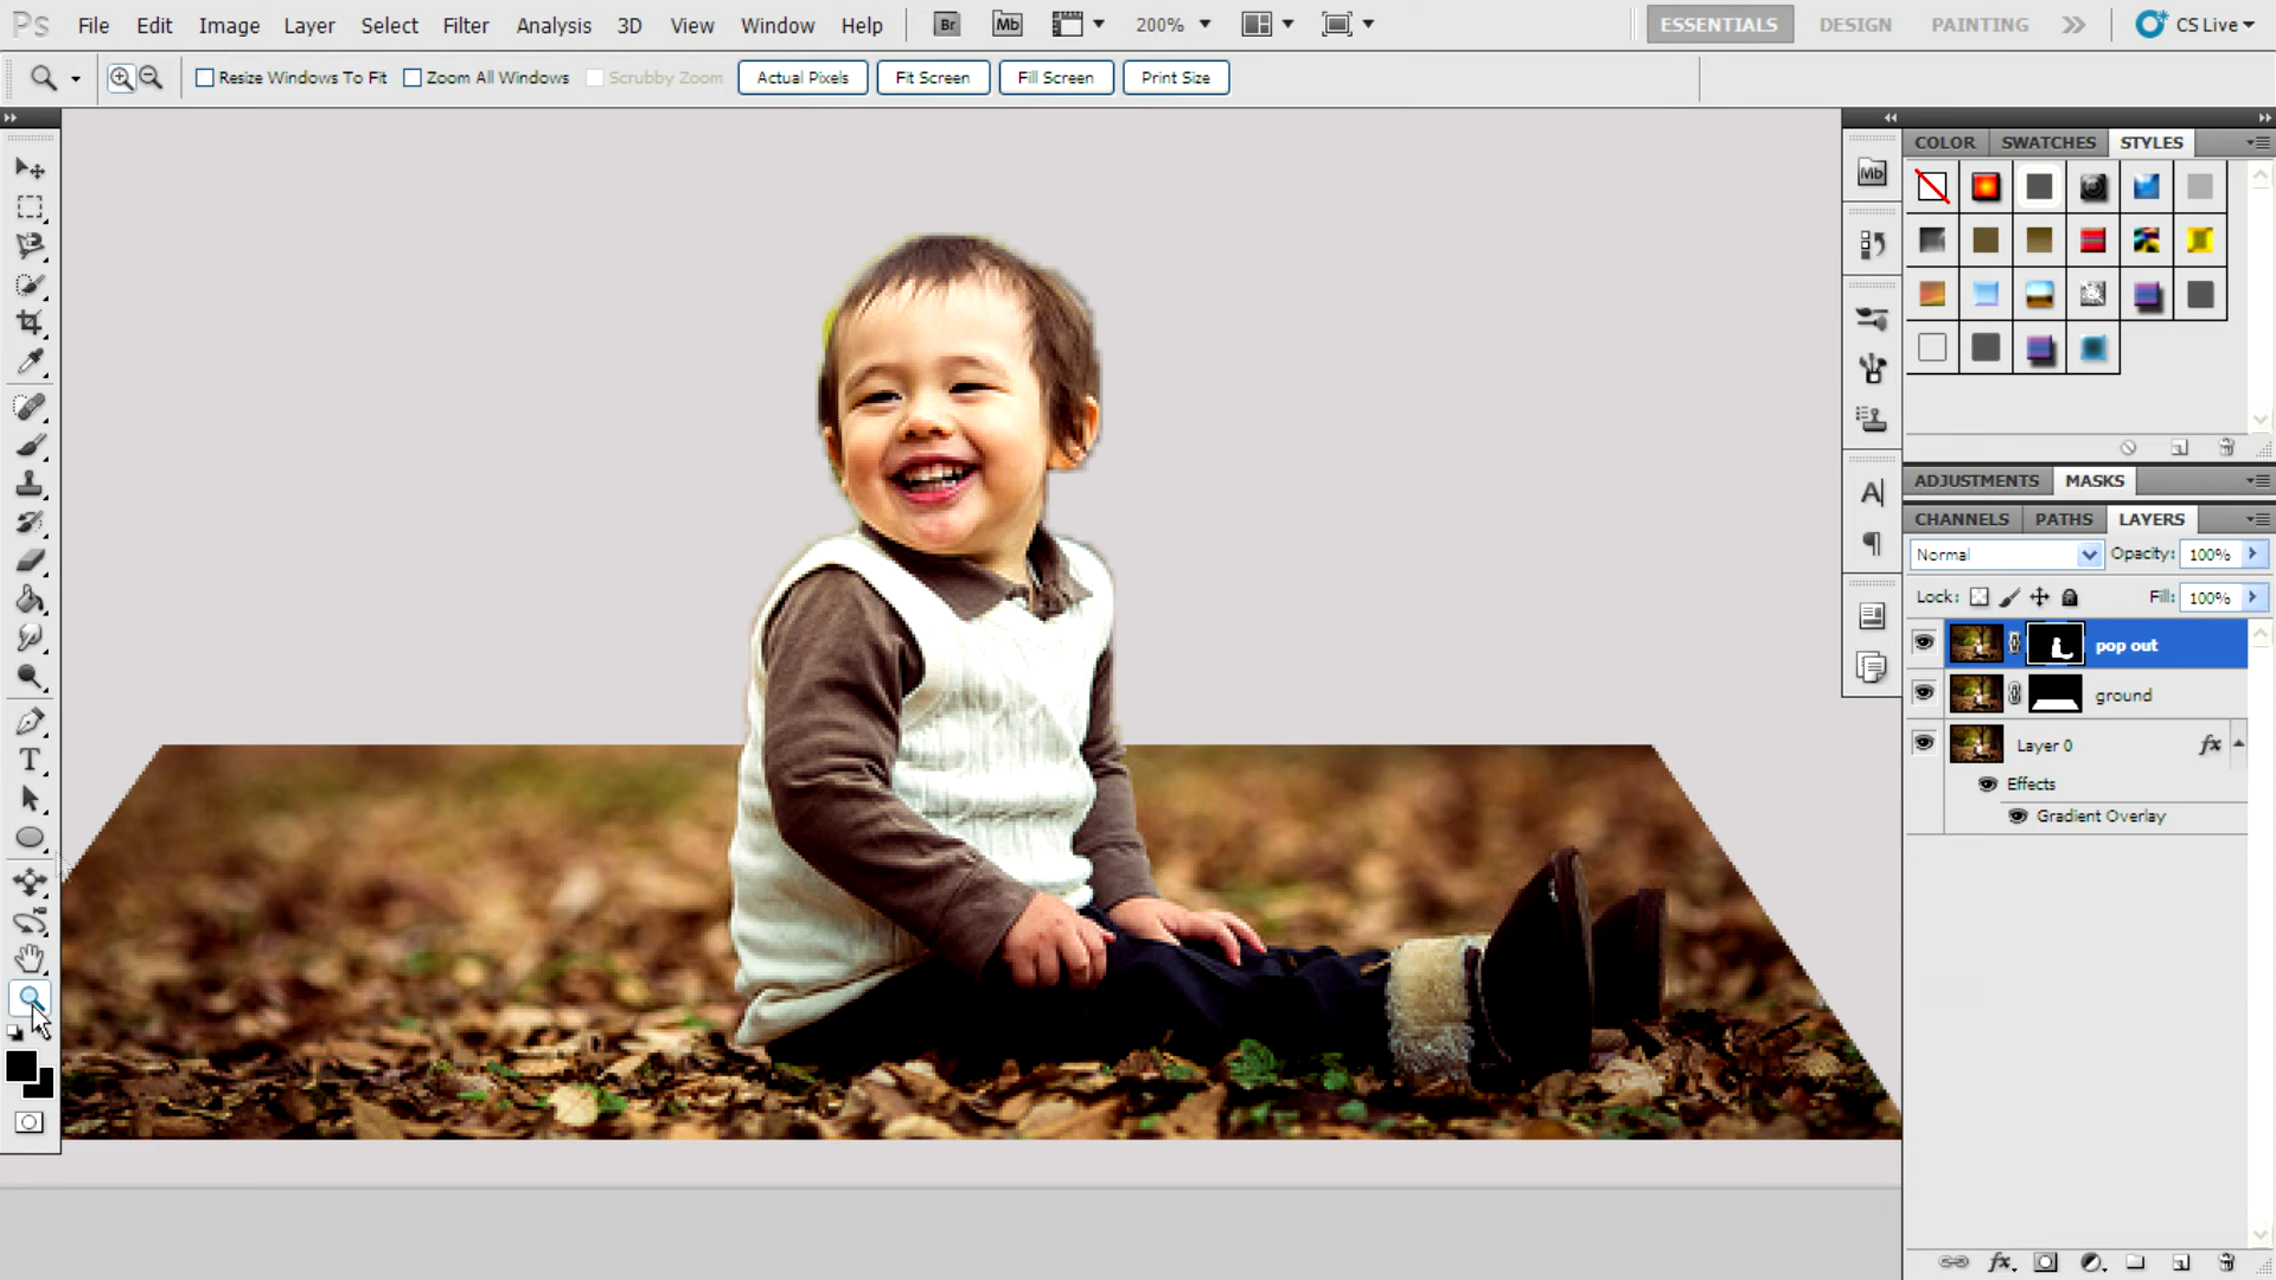 Ps File Edit Image Layer Select Filter Analysis 3D View Window Help Br Mb 200% ESSENTIALS DESIGN PAINTING CS Live
Resize Windows To Fit Zoom All Windows Scrubby Zoom Actual Pixels Fit Screen Fill Screen Print Size
COLOR SWATCHES STYLES
Mb
ADJUSTMENTS MASKS
CHANNELS PATHS LAYERS
Normal Opacity: 100%
Lock: Fill: 100%
pop out
ground
Layer 0 fx
Effects
Gradient Overlay
T
A
fx